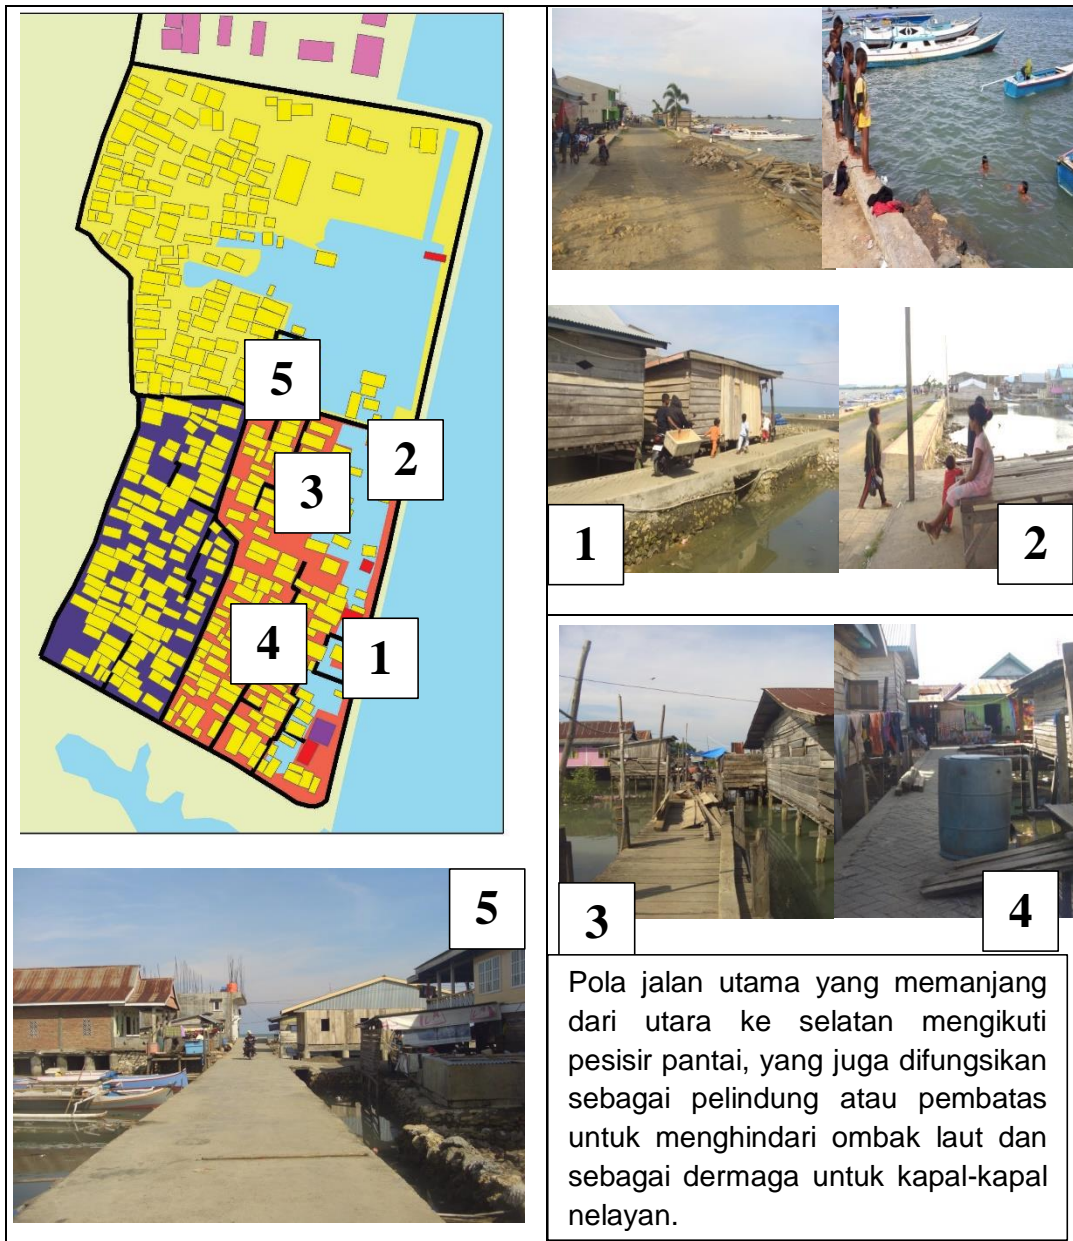 5
2
3
4
1
1
2
3
4
5
Pola jalan utama yang memanjang
dari utara ke selatan mengikuti
pesisir pantai, yang juga difungsikan
sebagai pelindung atau pembatas
untuk menghindari ombak laut dan
sebagai dermaga untuk kapal-kapal
nelayan.